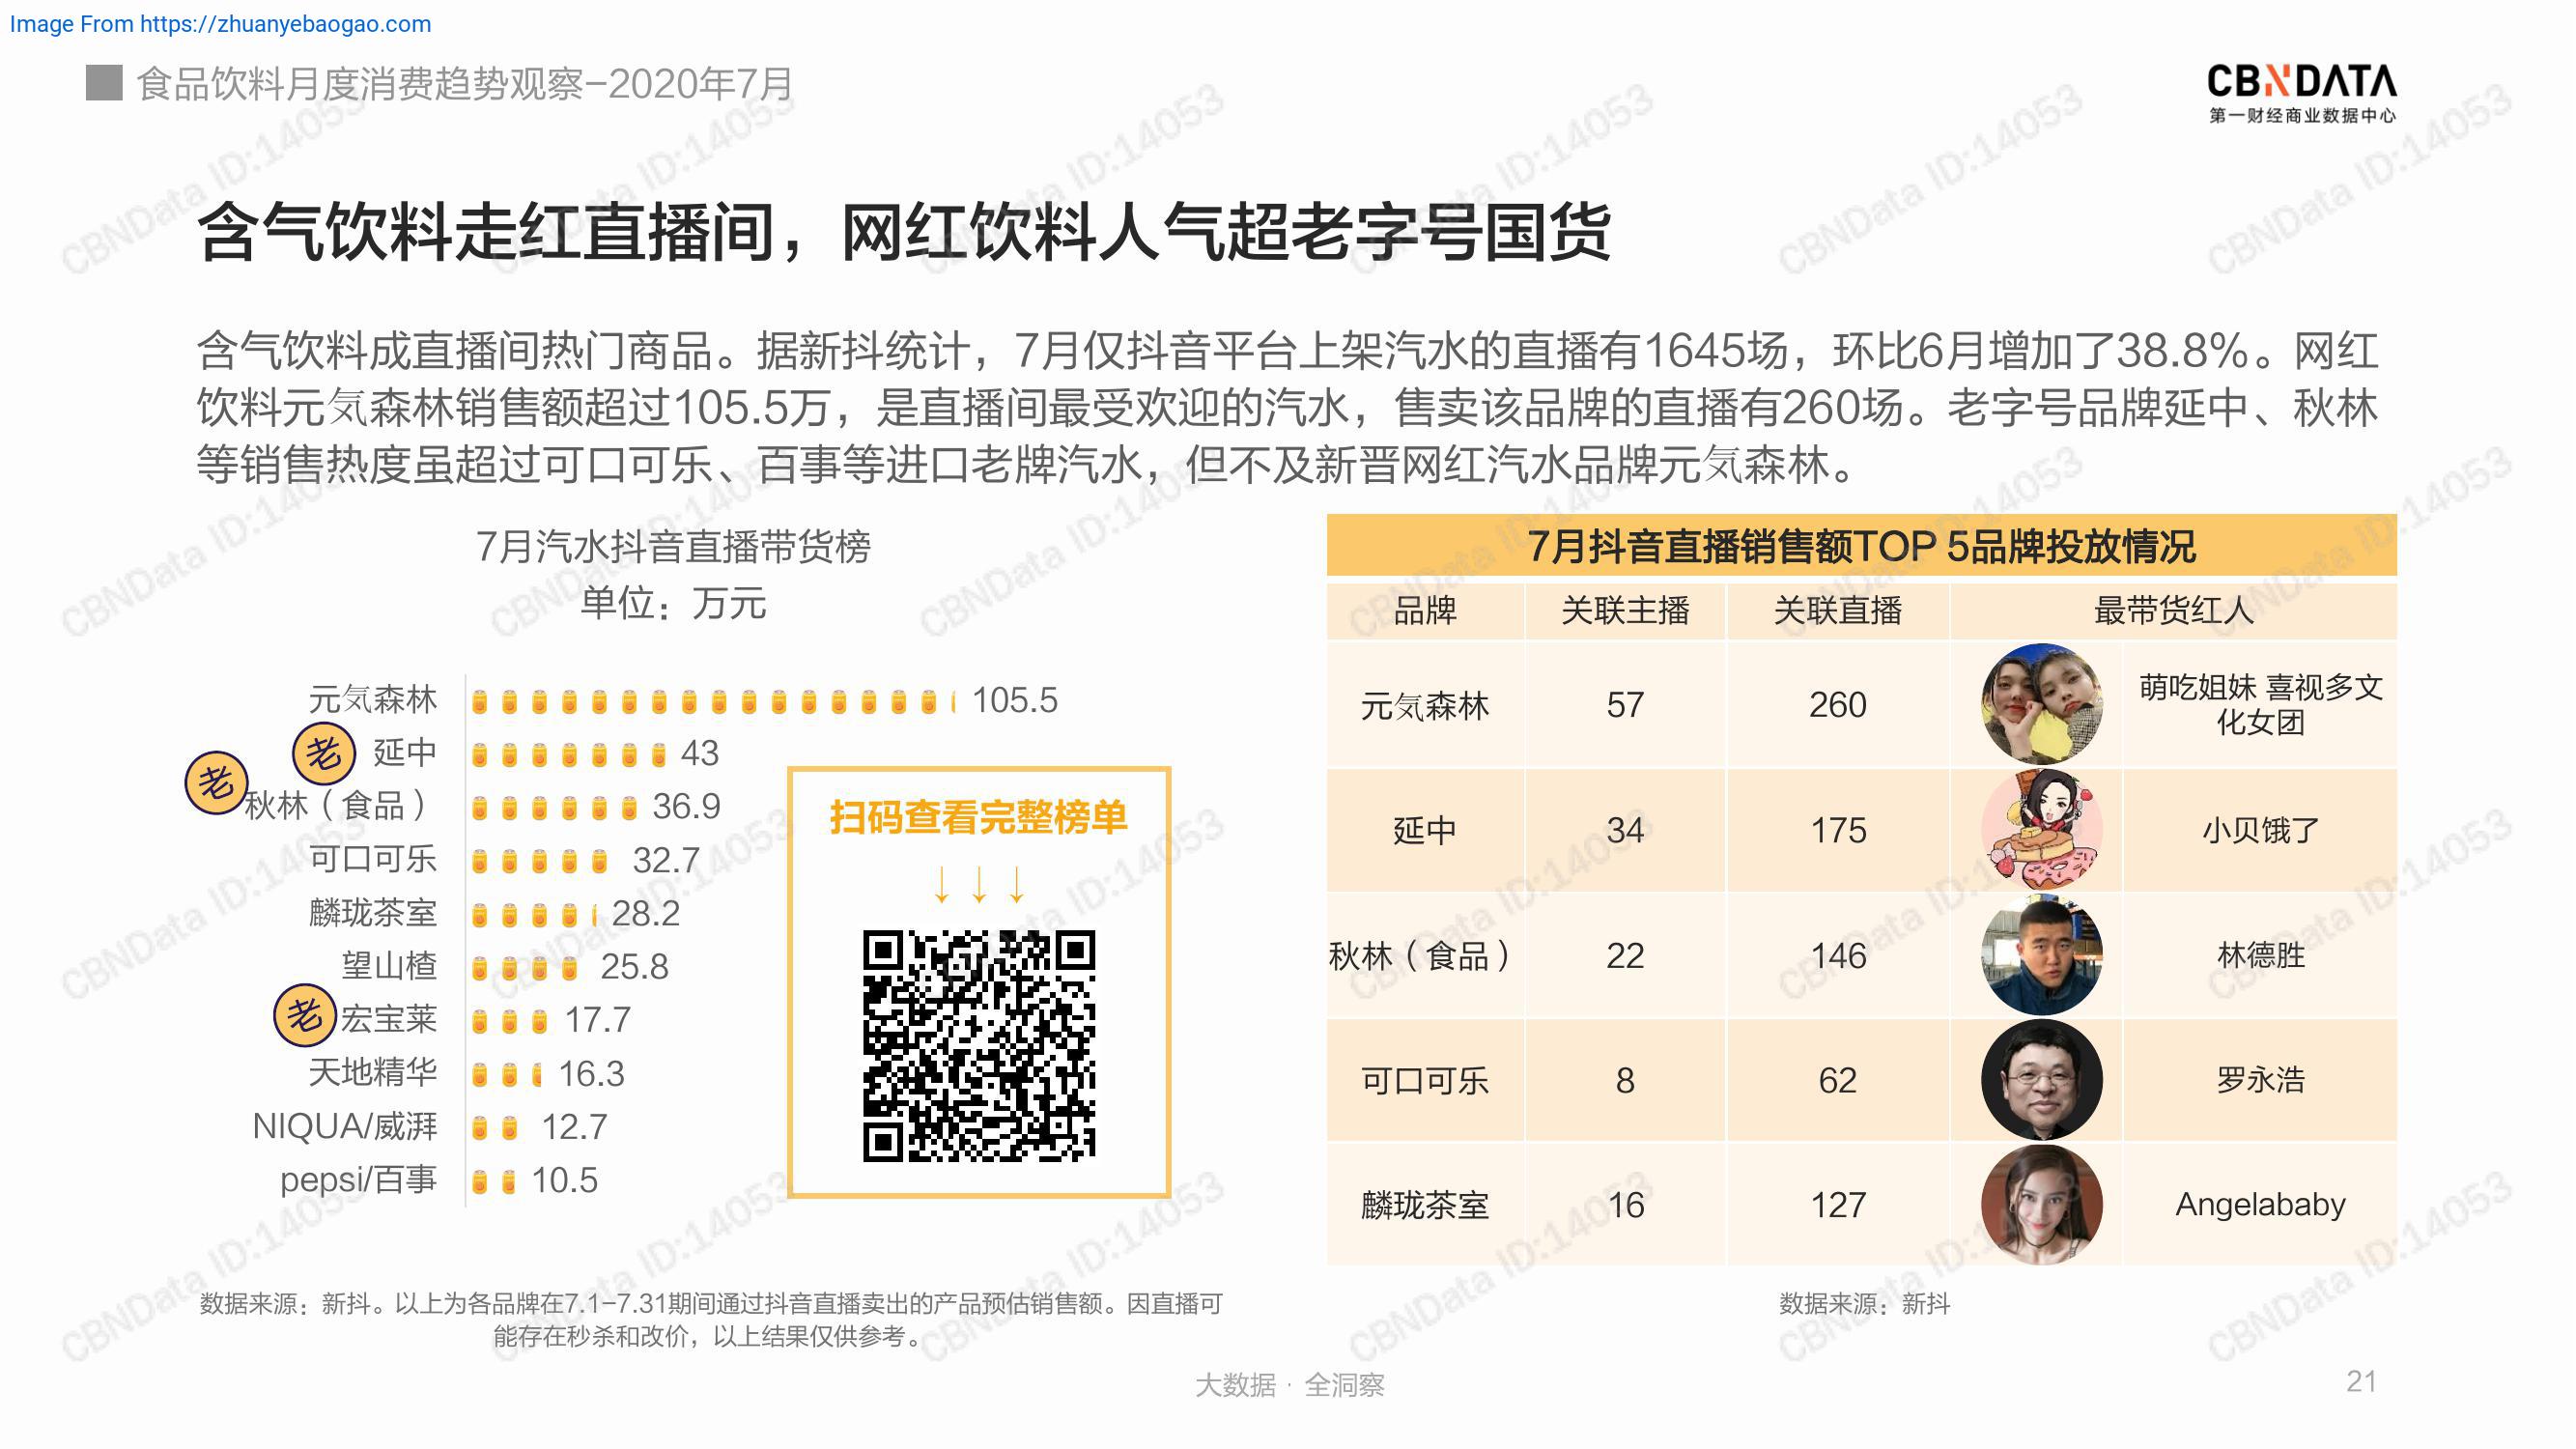 Image From https://zhuanyebaogao.com
食品饮料月度消费趋势观察-2020年7月
CBNDATA
第一财经商业数据中心
含气饮料走红直播间，网红饮料人气超老字号国货
含气饮料成直播间热门商品。据新抖统计，7月仅抖音平台上架汽水的直播有1645场，环比6月增加了38.8%。网红
饮料元気森林销售额超过105.5万，是直播间最受欢迎的汽水，售卖该品牌的直播有260场。老字号品牌延中、秋林
等销售热度虽超过可口可乐、百事等进口老牌汽水，但不及新晋网红汽水品牌元気森林。
7月汽水抖音直播带货榜
单位：万元
元気森林 105.5
老 延中 43
老 秋林（食品） 36.9
可口可乐 32.7
麟珑茶室 28.2
望山楂 25.8
老 宏宝莱 17.7
天地精华 16.3
NIQUA/威湃 12.7
pepsi/百事 10.5
扫码查看完整榜单
↓ ↓ ↓
数据来源：新抖。以上为各品牌在7.1-7.31期间通过抖音直播卖出的产品预估销售额。因直播可
能存在秒杀和改价，以上结果仅供参考。
7月抖音直播销售额TOP 5品牌投放情况
品牌 关联主播 关联直播 最带货红人
元気森林 57 260 萌吃姐妹 喜视多文
化女团
延中 34 175 小贝饿了
秋林（食品） 22 146 林德胜
可口可乐 8 62 罗永浩
麟珑茶室 16 127 Angelababy
数据来源：新抖
大数据 · 全洞察
21
CBNData ID:14053